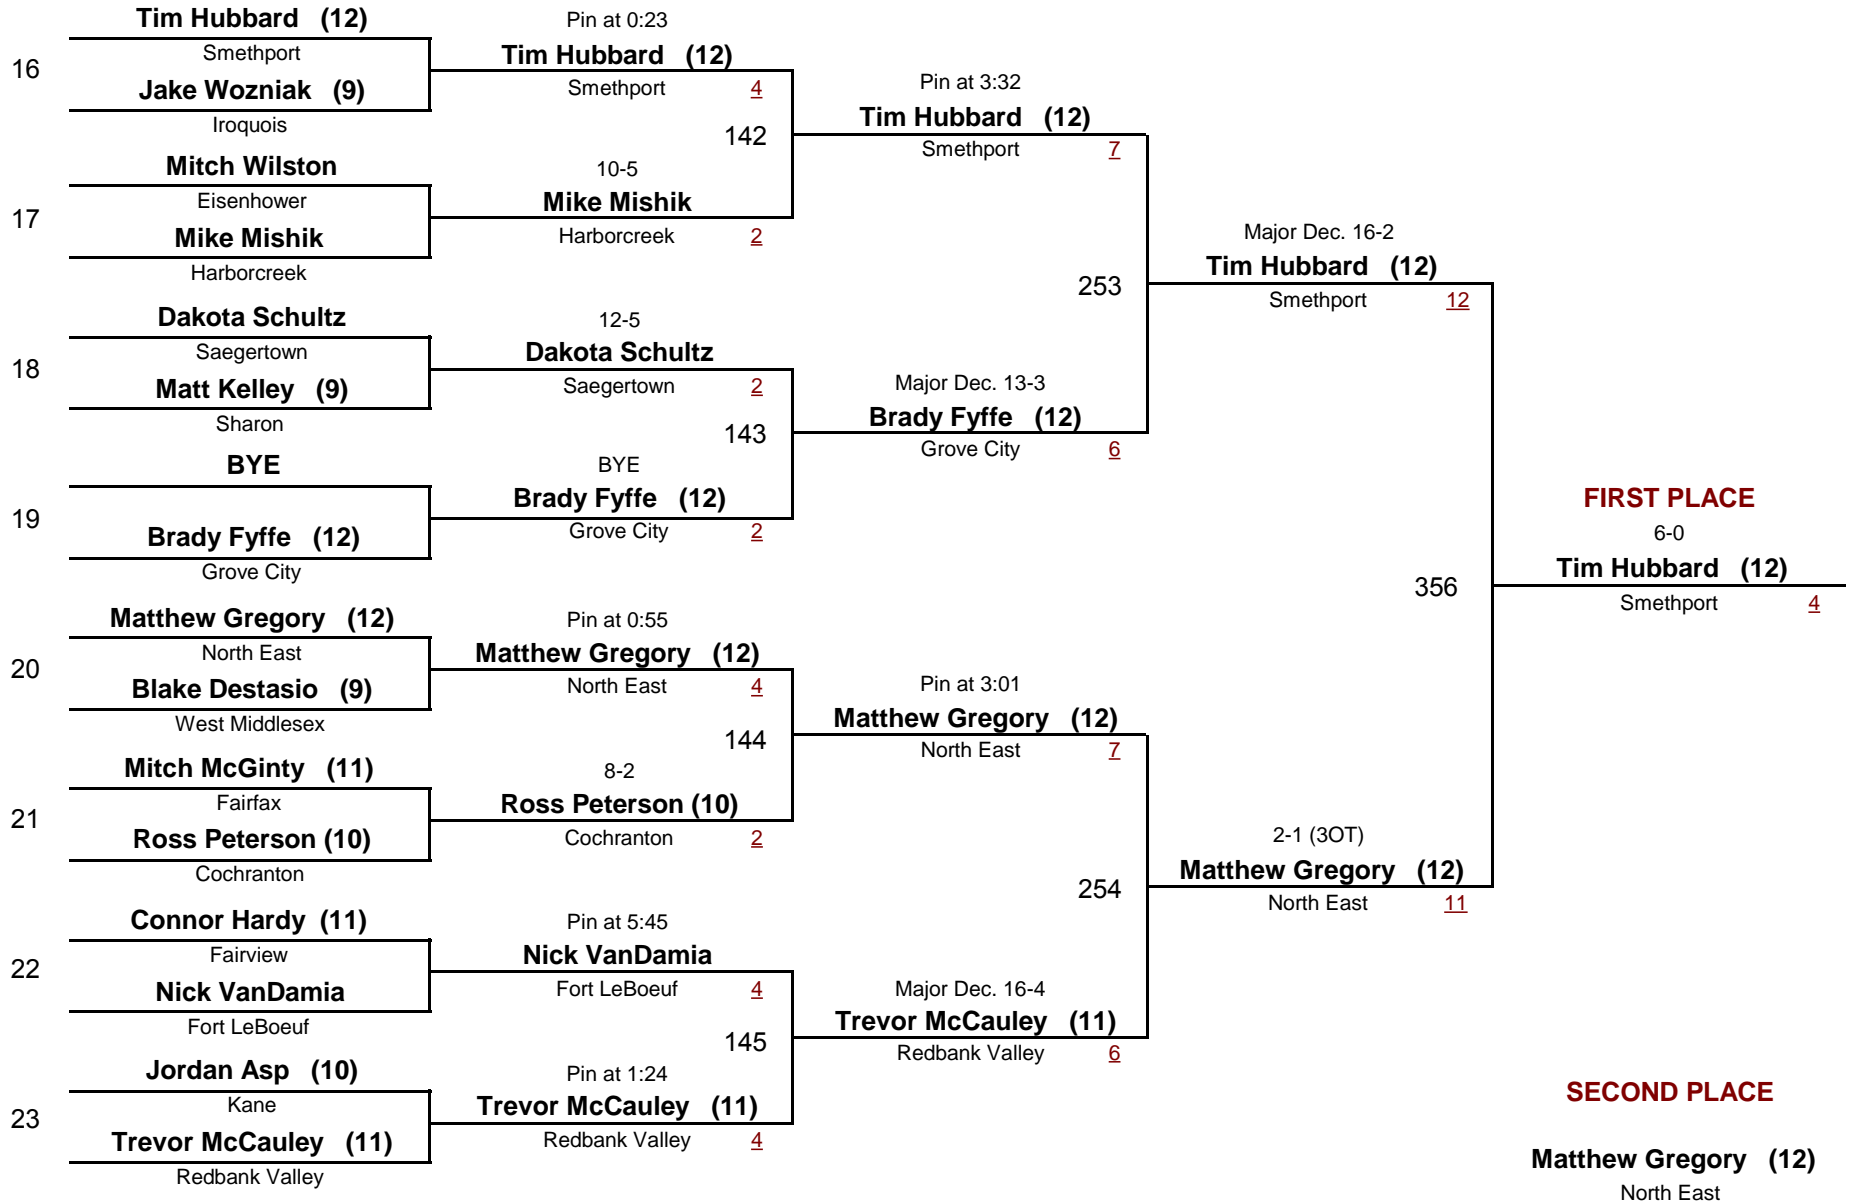 Tim Hubbard (12)
Smethport
16
Jake Wozniak (9)
Iroquois
Mitch Wilston
Eisenhower
17
Mike Mishik
Harborcreek
Dakota Schultz
Saegertown
18
Matt Kelley (9)
Sharon
BYE
19
Brady Fyffe (12)
Grove City
Matthew Gregory (12)
North East
20
Blake Destasio (9)
West Middlesex
Mitch McGinty (11)
Fairfax
21
Ross Peterson (10)
Cochranton
Connor Hardy (11)
Fairview
22
Nick VanDamia
Fort LeBoeuf
Jordan Asp (10)
Kane
23
Trevor McCauley (11)
Redbank Valley
Pin at 0:23
Tim Hubbard (12)
Smethport 4
142
10-5
Mike Mishik
Harborcreek 2
12-5
Dakota Schultz
Saegertown 2
143
BYE
Brady Fyffe (12)
Grove City 2
Pin at 0:55
Matthew Gregory (12)
North East 4
144
8-2
Ross Peterson (10)
Cochranton 2
Pin at 5:45
Nick VanDamia
Fort LeBoeuf 4
145
Pin at 1:24
Trevor McCauley (11)
Redbank Valley 4
Pin at 3:32
Tim Hubbard (12)
Smethport 7
253
Major Dec. 13-3
Brady Fyffe (12)
Grove City 6
Pin at 3:01
Matthew Gregory (12)
North East 7
254
Major Dec. 16-4
Trevor McCauley (11)
Redbank Valley 6
Major Dec. 16-2
Tim Hubbard (12)
Smethport 12
356
2-1 (3OT)
Matthew Gregory (12)
North East 11
FIRST PLACE
6-0
Tim Hubbard (12)
Smethport 4
SECOND PLACE
Matthew Gregory (12)
North East